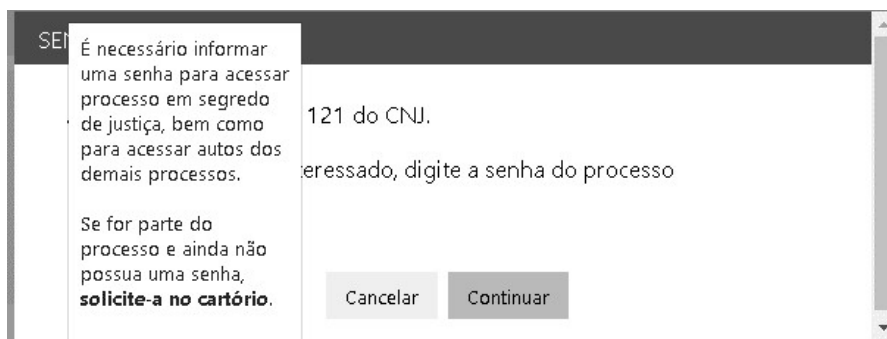 SEN
É necessário informar
uma senha para acessar
processo em segredo
de justiça, bem como
para acessar autos dos
demais processos.
Se for parte do
processo e ainda não
possua uma senha,
solicite-a no cartório.
121 do CNJ.
teressado, digite a senha do processo
Cancelar
Continuar